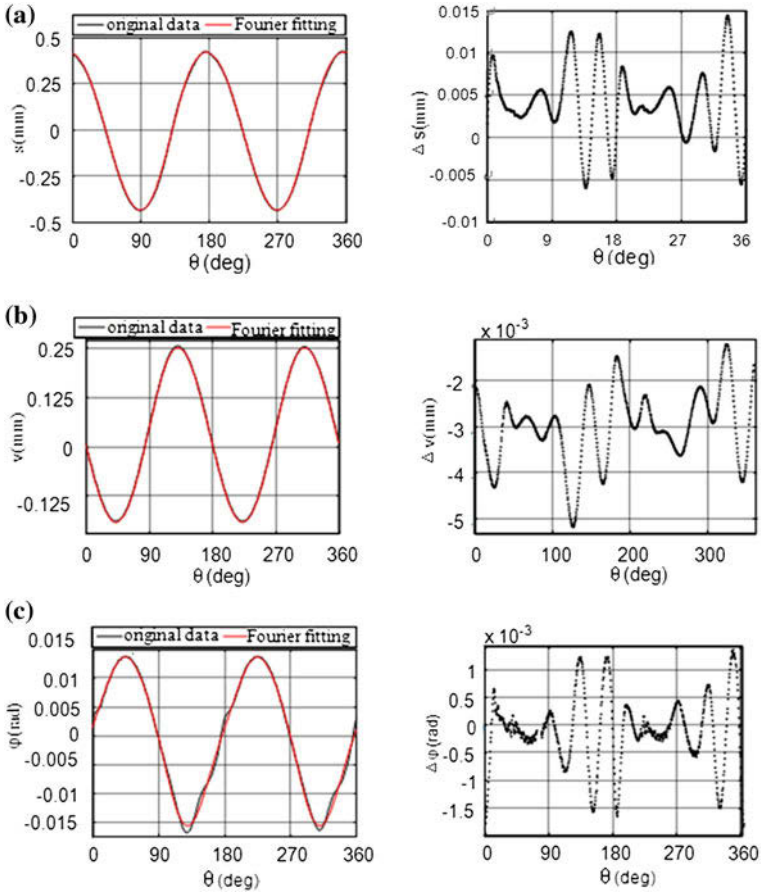 (a)
original data Fourier fitting
0.5
0.25
0
-0.25
-0.5
s(mm)
0 90 180 270 360
θ (deg)
0.015
0.01
0.005
0
-0.005
-0.01
Δ s(mm)
0 9 18 27 36
θ (deg)
(b)
original data Fourier fitting
0.25
0.125
0
-0.125
v(mm)
0 90 180 270 360
θ (deg)
x 10⁻³
-2
-3
-4
-5
Δ v(mm)
0 100 200 300
θ (deg)
(c)
original data Fourier fitting
0.015
0.01
0.005
0
-0.005
-0.01
-0.015
φ(rad)
0 90 180 270 360
θ (deg)
x 10⁻³
1
0.5
0
-0.5
-1
-1.5
Δ φ(rad)
0 90 180 270 360
θ (deg)